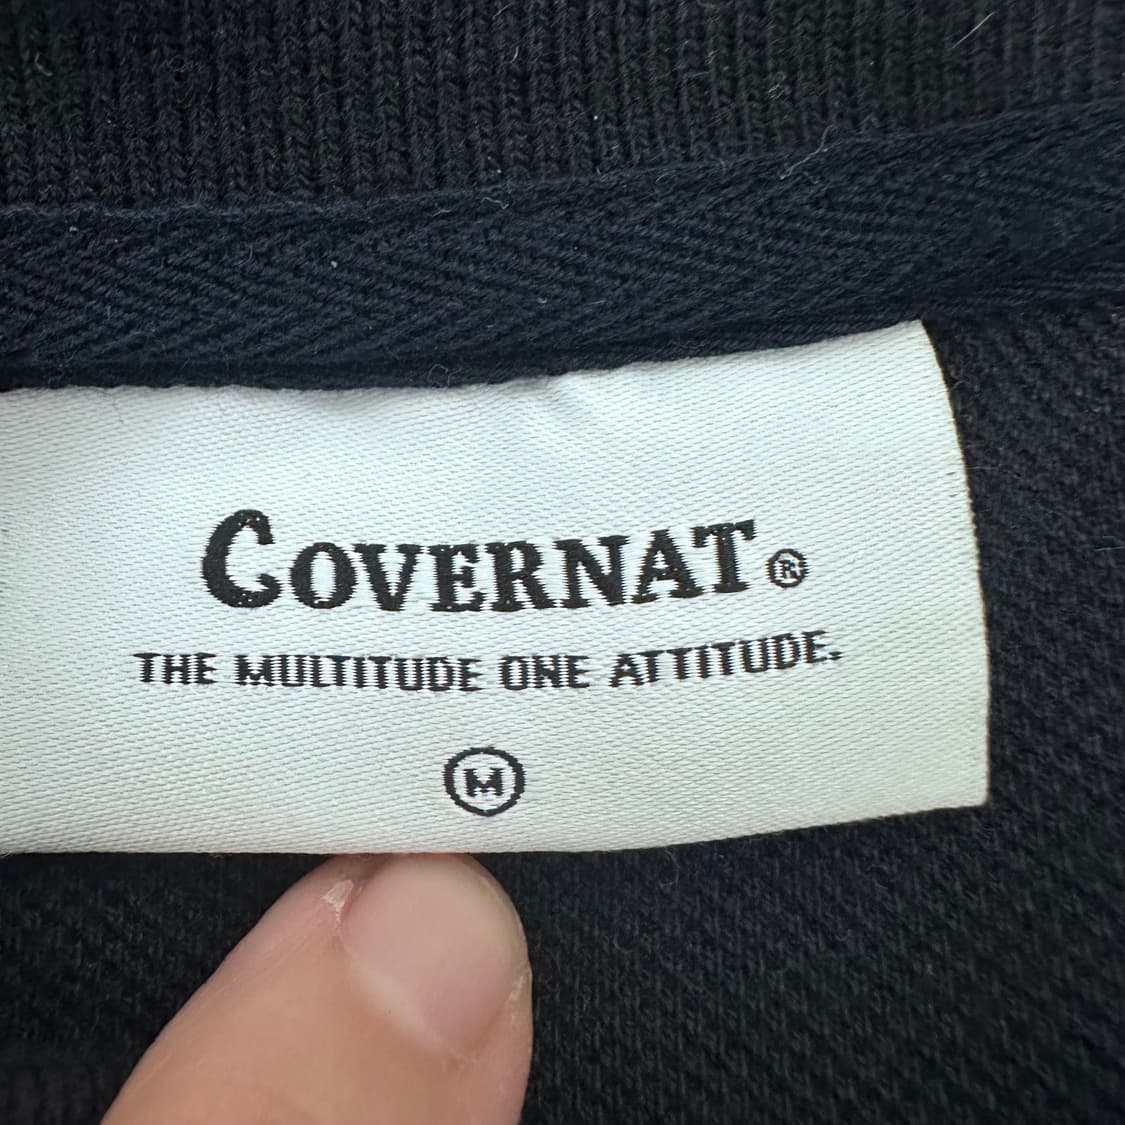 COVERNAT®
THE MULTITUDE ONE ATTITUDE.
M